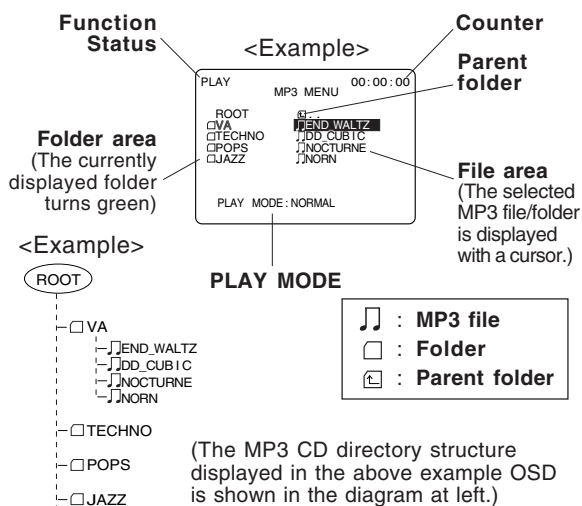 Function
Status
<Example>
Counter
Parent
folder
PLAY
00:00:00
MP3 MENU
ROOT
. .
VA
END_WALTZ
TECHNO
DD_CUBIC
POPS
NOCTURNE
JAZZ
NORN
PLAY MODE:NORMAL
Folder area
(The currently
displayed folder
turns green)
File area
(The selected
MP3 file/folder
is displayed
with a cursor.)
PLAY MODE
<Example>
ROOT
VA
END_WALTZ
DD_CUBIC
NOCTURNE
NORN
TECHNO
POPS
JAZZ
: MP3 file
: Folder
: Parent folder
(The MP3 CD directory structure
displayed in the above example OSD
is shown in the diagram at left.)